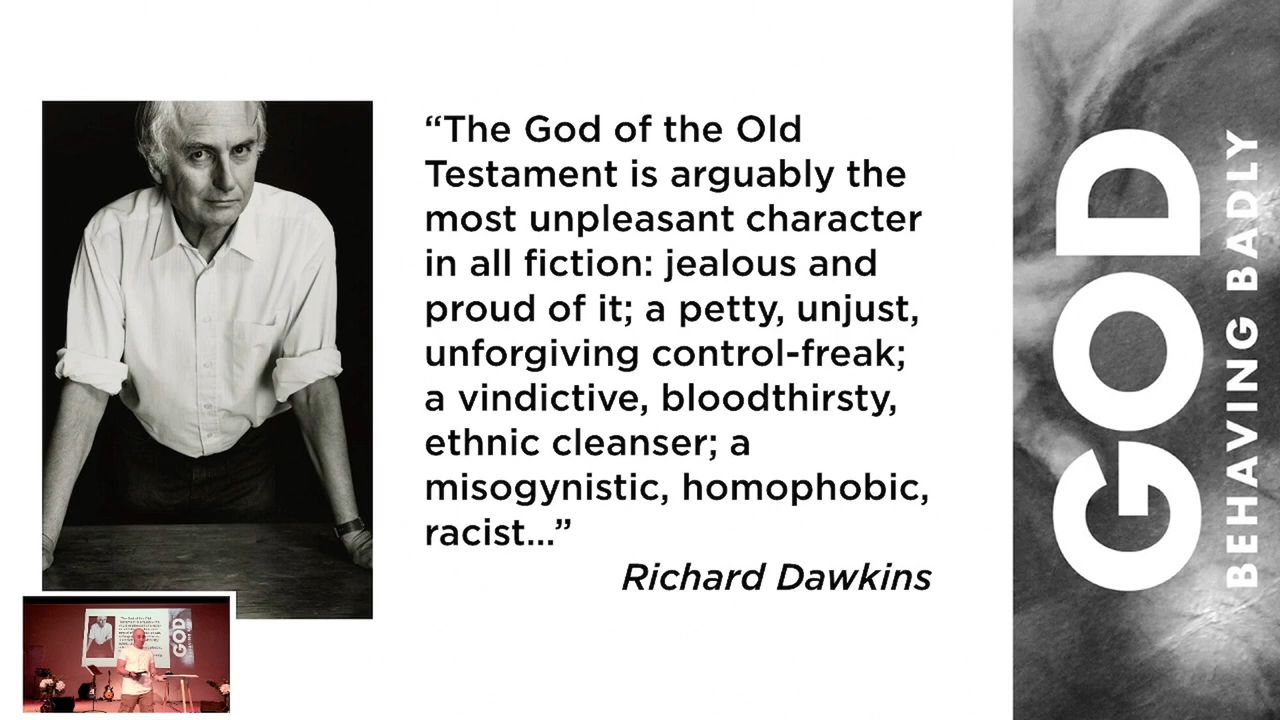 “The God of the Old
Testament is arguably the
most unpleasant character
in all fiction: jealous and
proud of it; a petty, unjust,
unforgiving control-freak;
a vindictive, bloodthirsty,
ethnic cleanser; a
misogynistic, homophobic,
racist...”
Richard Dawkins
GOD
BEHAVING BADLY
GOD